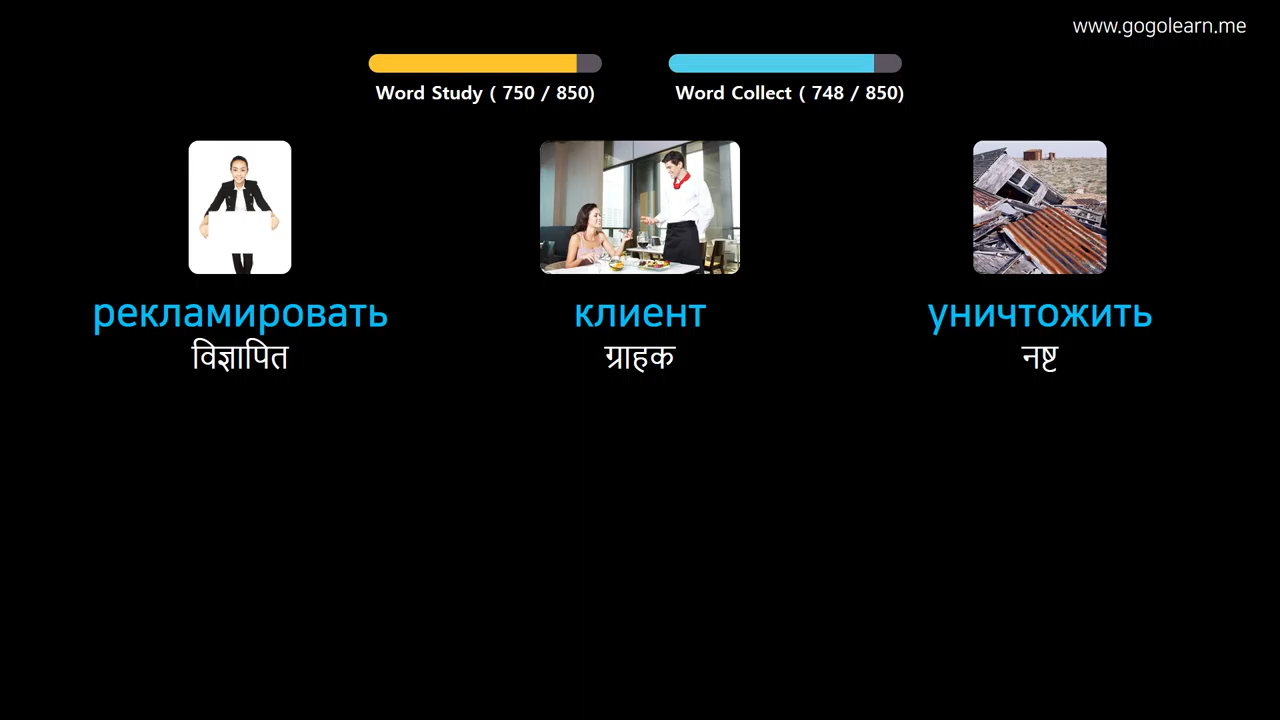 www.gogolearn.me
Word Study ( 750 / 850)
Word Collect ( 748 / 850)
рекламировать
विज्ञापित
клиент
ग्राहक
уничтожить
नष्ट